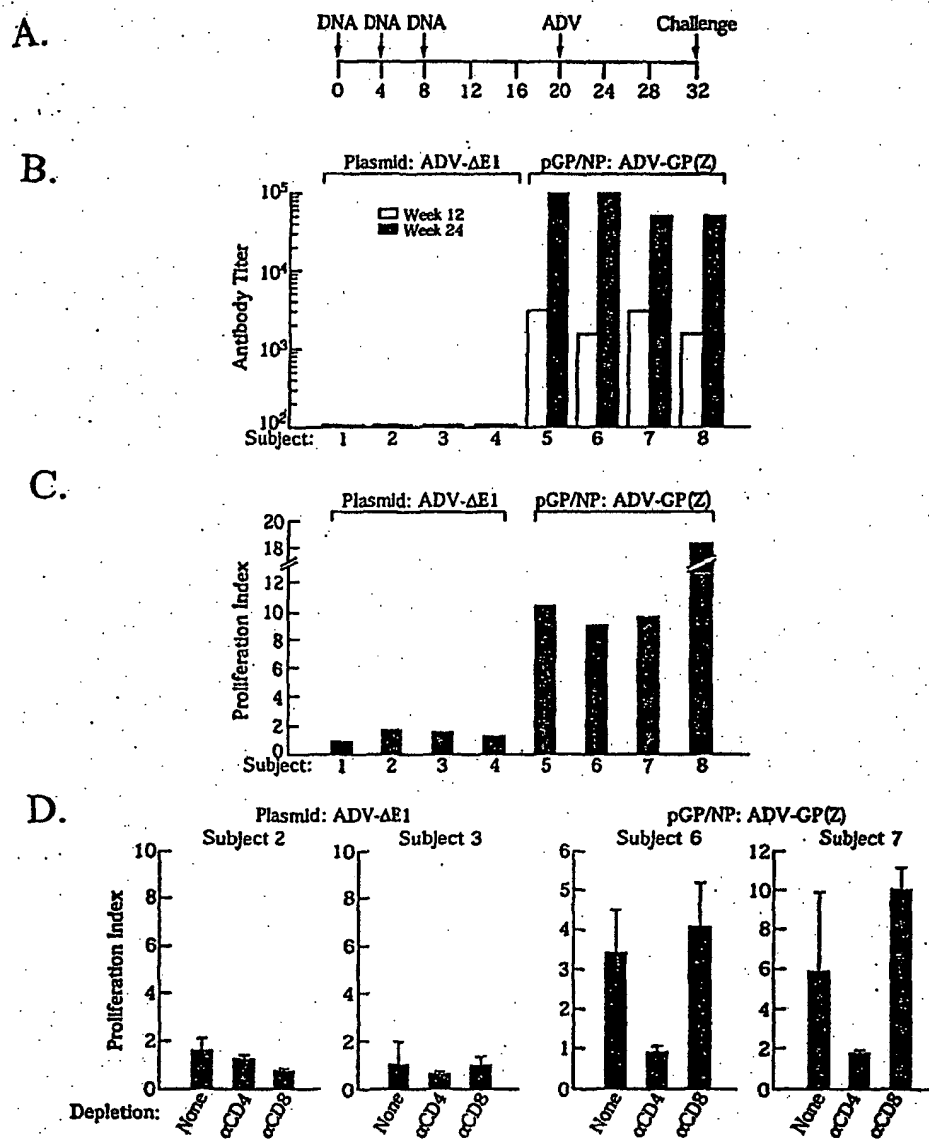 A.
DNA DNA DNA ADV Challenge
0 4 8 12 16 20 24 28 32
B.
Plasmid: ADV-ΔE1 pGP/NP: ADV-GP(Z)
Week 12
Week 24
Antibody Titer
10⁵
10⁴
10³
10²
Subject: 1 2 3 4 5 6 7 8
C.
Plasmid: ADV-ΔE1 pGP/NP: ADV-GP(Z)
Proliferation Index
20
18
12
10
8
6
4
2
0
Subject: 1 2 3 4 5 6 7 8
D.
Plasmid: ADV-ΔE1 pGP/NP: ADV-GP(Z)
Subject 2 Subject 3 Subject 6 Subject 7
Proliferation Index
10
8
6
4
2
0
10
8
6
4
2
0
6
5
4
3
2
1
0
12
10
8
6
4
2
0
Depletion: None αCD4 αCD8 None αCD4 αCD8 None αCD4 αCD8 None αCD4 αCD8